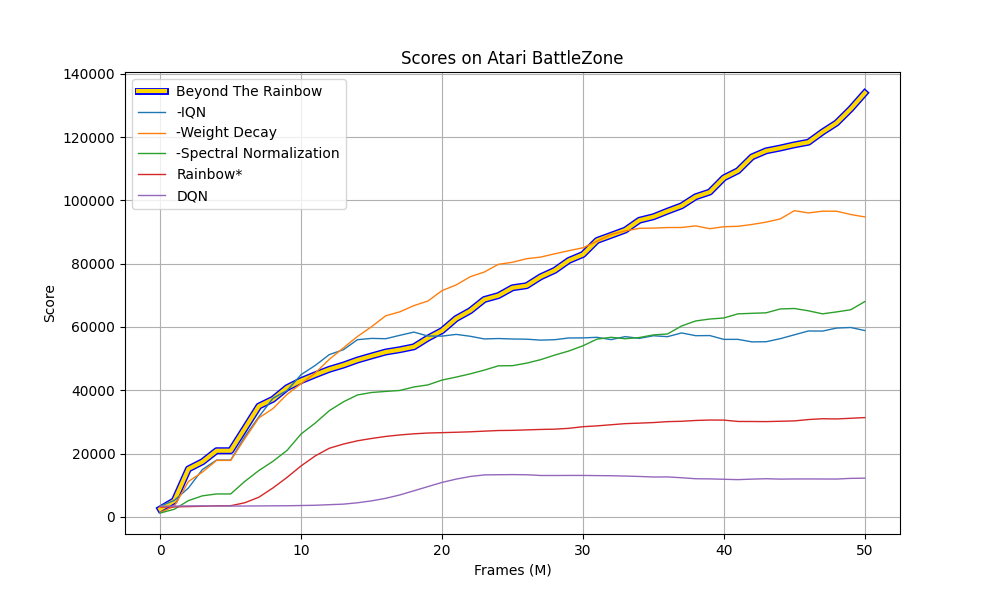 Scores on Atari BattleZone
140000
120000
100000
80000
60000
40000
20000
0
Score
Beyond The Rainbow
-IQN
-Weight Decay
-Spectral Normalization
Rainbow*
DQN
0 10 20 30 40 50
Frames (M)